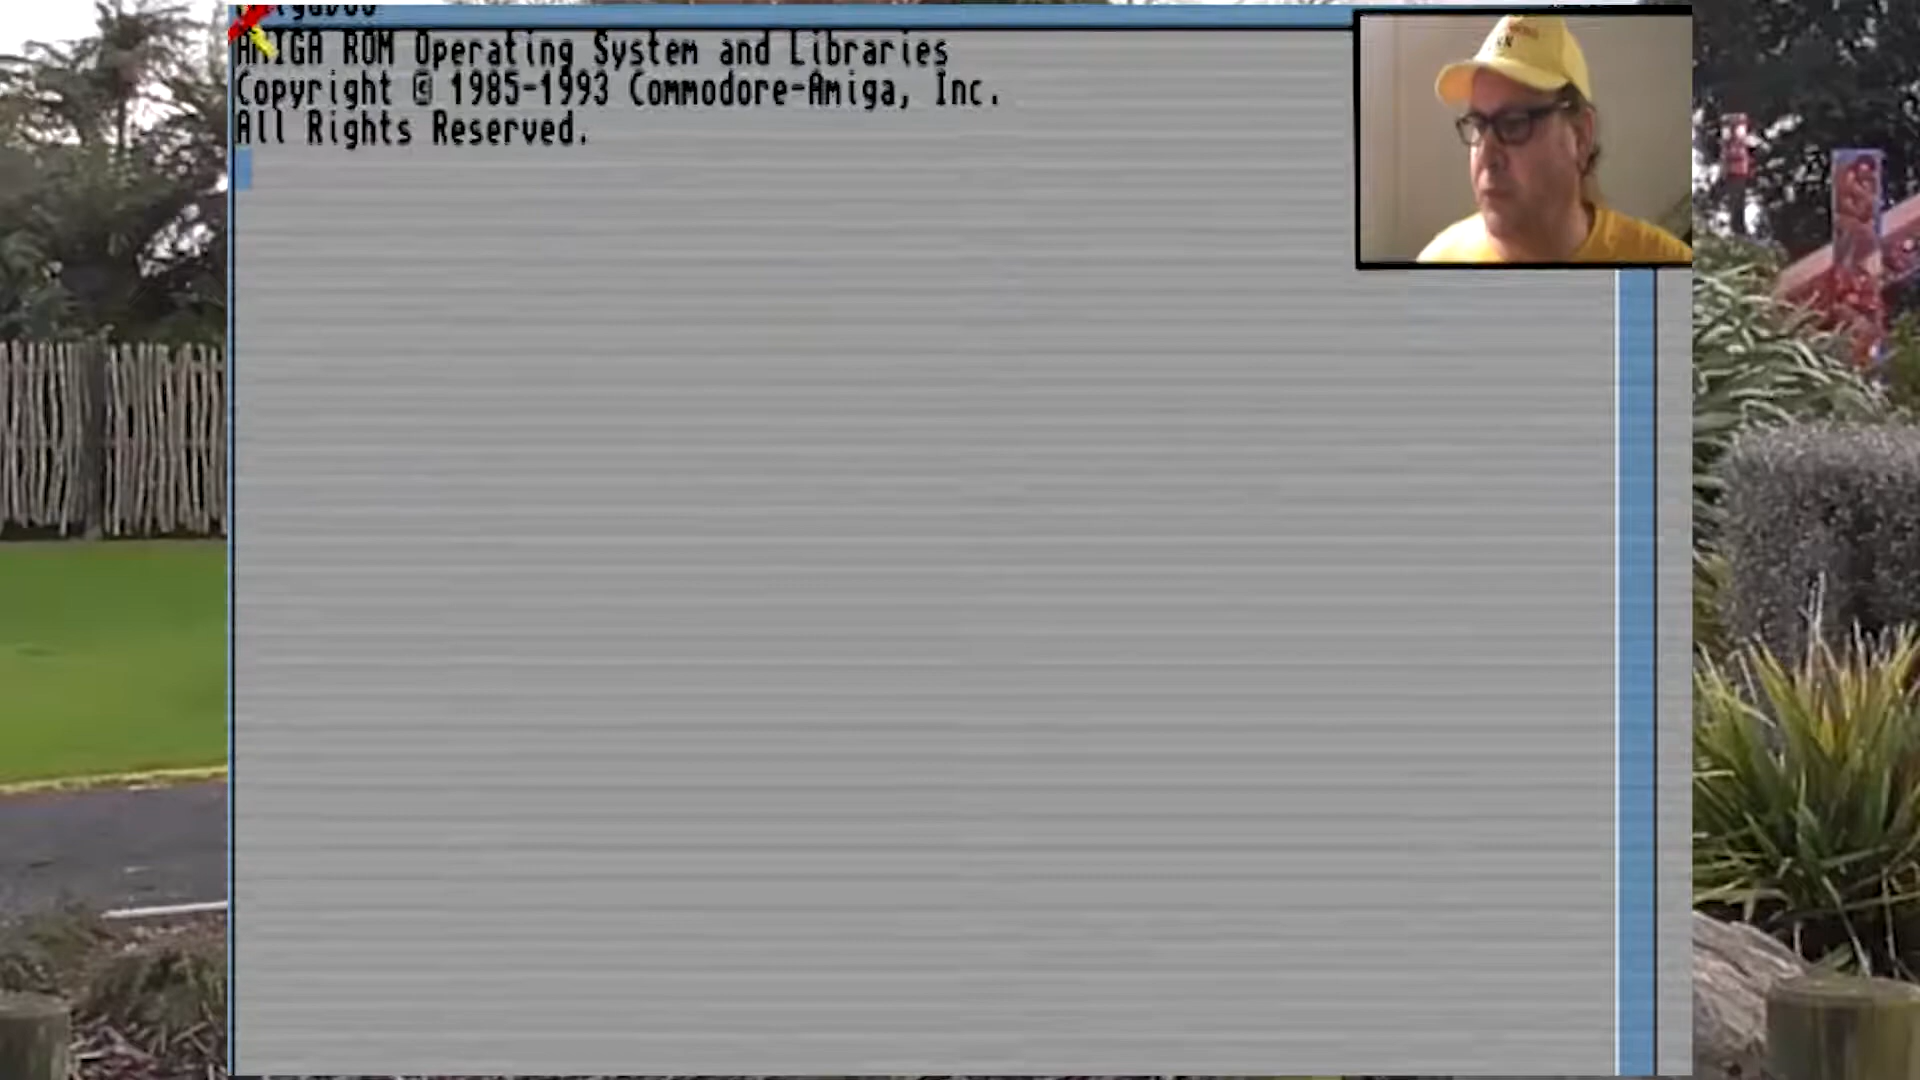 AMIGA ROM Operating System and Libraries
Copyright © 1985-1993 Commodore-Amiga, Inc.
All Rights Reserved.